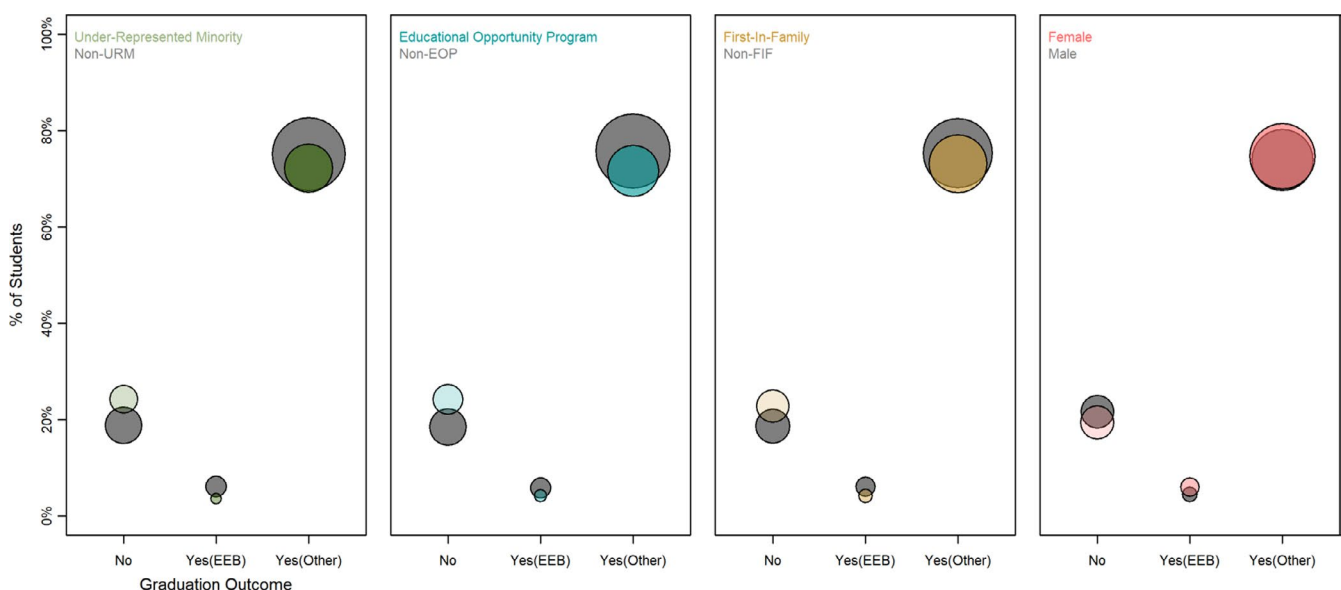 Under-Represented Minority
Non-URM
Educational Opportunity Program
Non-EOP
First-In-Family
Non-FIF
Female
Male
% of Students
100%
80%
60%
40%
20%
0%
No Yes(EEB) Yes(Other)
No Yes(EEB) Yes(Other)
No Yes(EEB) Yes(Other)
No Yes(EEB) Yes(Other)
Graduation Outcome